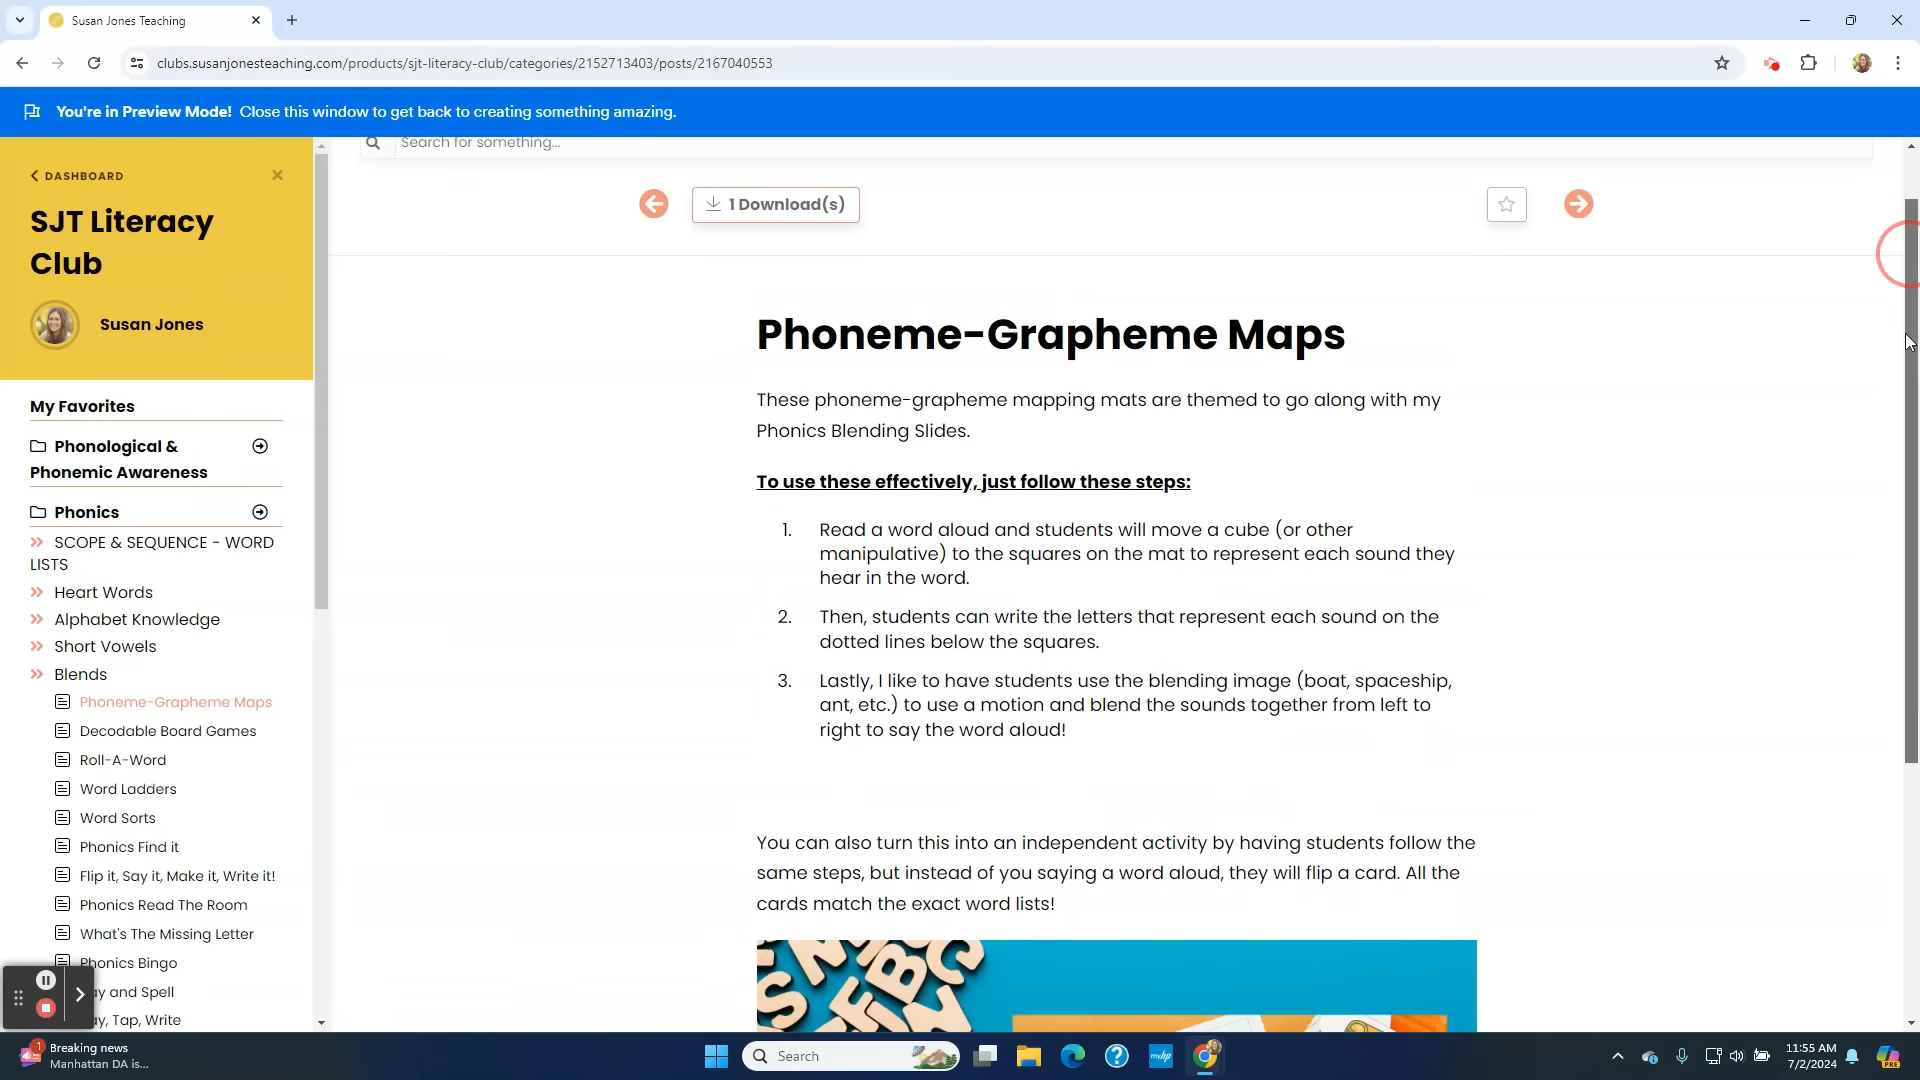 Susan Jones Teaching
clubs.susanjonesteaching.com/products/sjt-literacy-club/categories/2152713403/posts/2167040553
You're in Preview Mode! Close this window to get back to creating something amazing.
DASHBOARD
SJT Literacy
Club
Susan Jones
My Favorites
Phonological &
Phonemic Awareness
Phonics
SCOPE & SEQUENCE - WORD
LISTS
Heart Words
Alphabet Knowledge
Short Vowels
Blends
Phoneme-Grapheme Maps
Decodable Board Games
Roll-A-Word
Word Ladders
Word Sorts
Phonics Find it
Flip it, Say it, Make it, Write it!
Phonics Read The Room
What's The Missing Letter
Phonics Bingo
ay and Spell
ay, Tap, Write
Search for something...
1 Download(s)
Phoneme-Grapheme Maps
These phoneme-grapheme mapping mats are themed to go along with my
Phonics Blending Slides.
To use these effectively, just follow these steps:
1. Read a word aloud and students will move a cube (or other
manipulative) to the squares on the mat to represent each sound they
hear in the word.
2. Then, students can write the letters that represent each sound on the
dotted lines below the squares.
3. Lastly, I like to have students use the blending image (boat, spaceship,
ant, etc.) to use a motion and blend the sounds together from left to
right to say the word aloud!
You can also turn this into an independent activity by having students follow the
same steps, but instead of you saying a word aloud, they will flip a card. All the
cards match the exact word lists!
1
Breaking news
Manhattan DA is...
Search
myhp
11:55 AM
7/2/2024
PRE